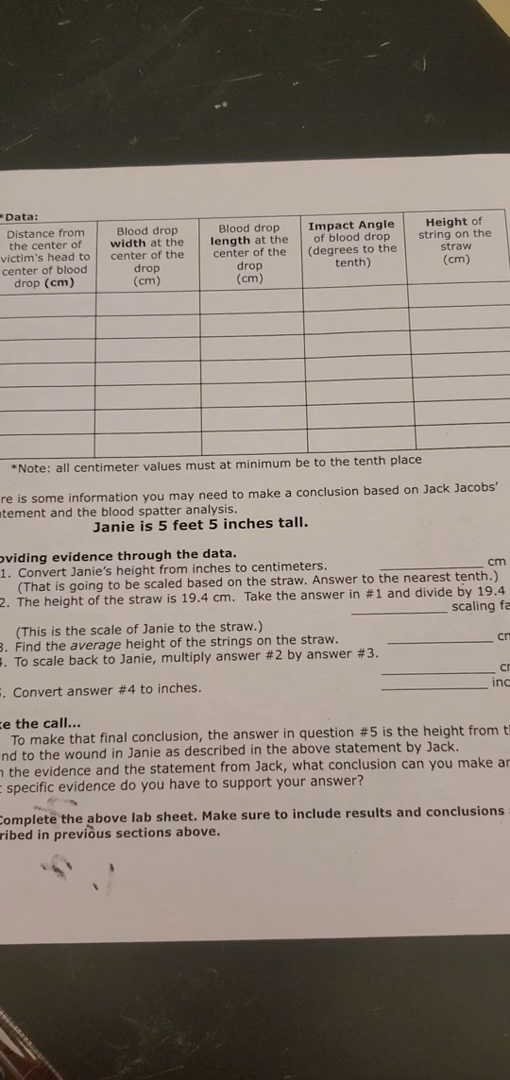 *Data:
Distance from
the center of
victim's head to
center of blood
drop (cm)
Blood drop
width at the
center of the
drop
(cm)
Blood drop
length at the
center of the
drop
(cm)
Impact Angle
of blood drop
(degrees to the
tenth)
Height of
string on the
straw
(cm)
*Note: all centimeter values must at minimum be to the tenth place
re is some information you may need to make a conclusion based on Jack Jacobs'
tement and the blood spatter analysis.
Janie is 5 feet 5 inches tall.
oviding evidence through the data.
1. Convert Janie's height from inches to centimeters. cm
(That is going to be scaled based on the straw. Answer to the nearest tenth.)
2. The height of the straw is 19.4 cm. Take the answer in #1 and divide by 19.4
scaling fa
(This is the scale of Janie to the straw.)
3. Find the average height of the strings on the straw. cm
4. To scale back to Janie, multiply answer #2 by answer #3.
cr
5. Convert answer #4 to inches. inc
ke the call...
To make that final conclusion, the answer in question #5 is the height from t
nd to the wound in Janie as described in the above statement by Jack.
n the evidence and the statement from Jack, what conclusion can you make an
t specific evidence do you have to support your answer?
Complete the above lab sheet. Make sure to include results and conclusions
ribed in previous sections above.